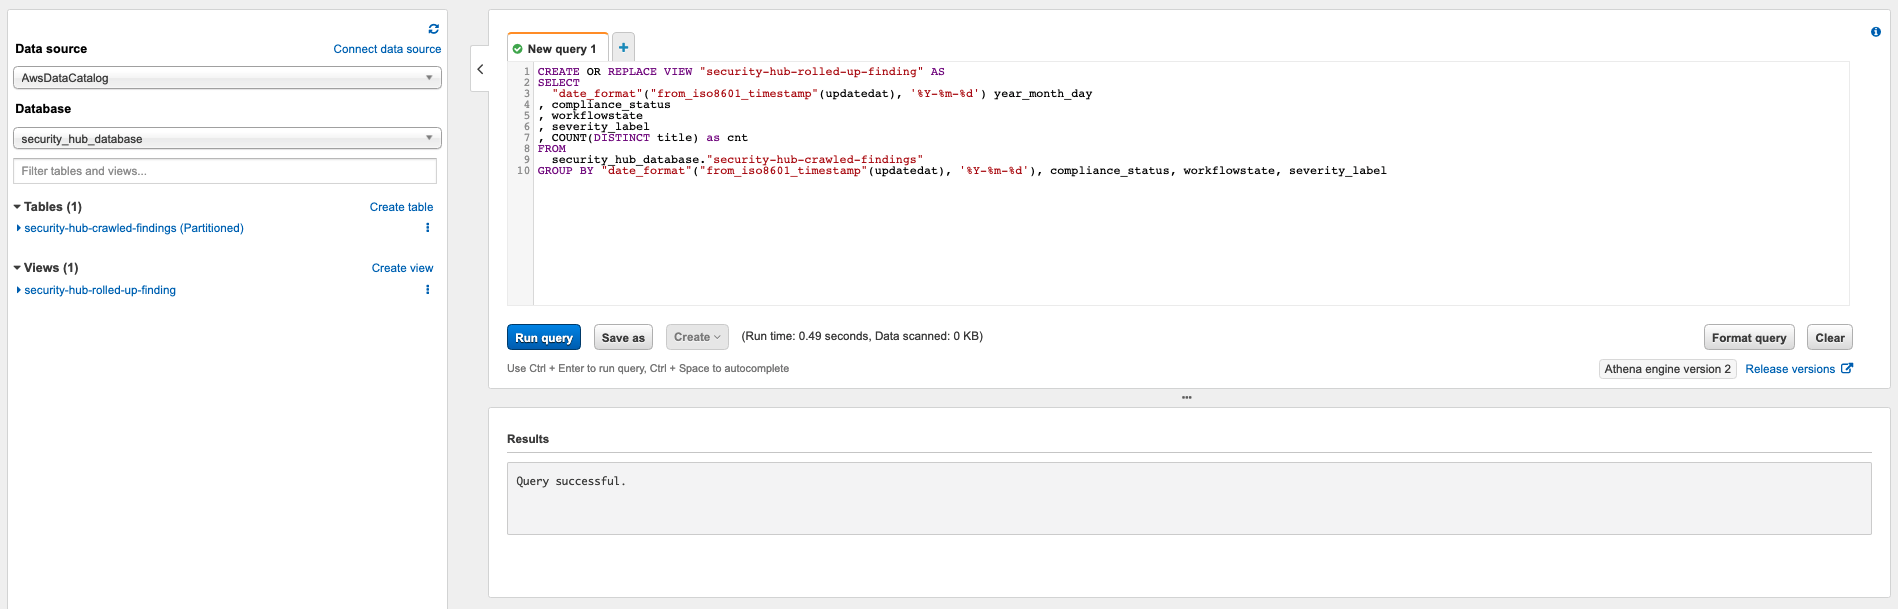 Data source
Connect data source
AwsDataCatalog
Database
security_hub_database
Filter tables and views...
Tables (1)
Create table
security-hub-crawled-findings (Partitioned)
Views (1)
Create view
security-hub-rolled-up-finding
New query 1
1 CREATE OR REPLACE VIEW "security-hub-rolled-up-finding" AS
2 SELECT
3 "date_format"("from_iso8601_timestamp"(updatedat), '%Y-%m-%d') year_month_day
4 , compliance_status
5 , workflowstate
6 , severity_label
7 , COUNT(DISTINCT title) as cnt
8 FROM
9 security_hub_database."security-hub-crawled-findings"
10 GROUP BY "date_format"("from_iso8601_timestamp"(updatedat), '%Y-%m-%d'), compliance_status, workflowstate, severity_label
Run query
Save as
Create
(Run time: 0.49 seconds, Data scanned: 0 KB)
Format query
Clear
Use Ctrl + Enter to run query, Ctrl + Space to autocomplete
Athena engine version 2
Release versions
Results
Query successful.